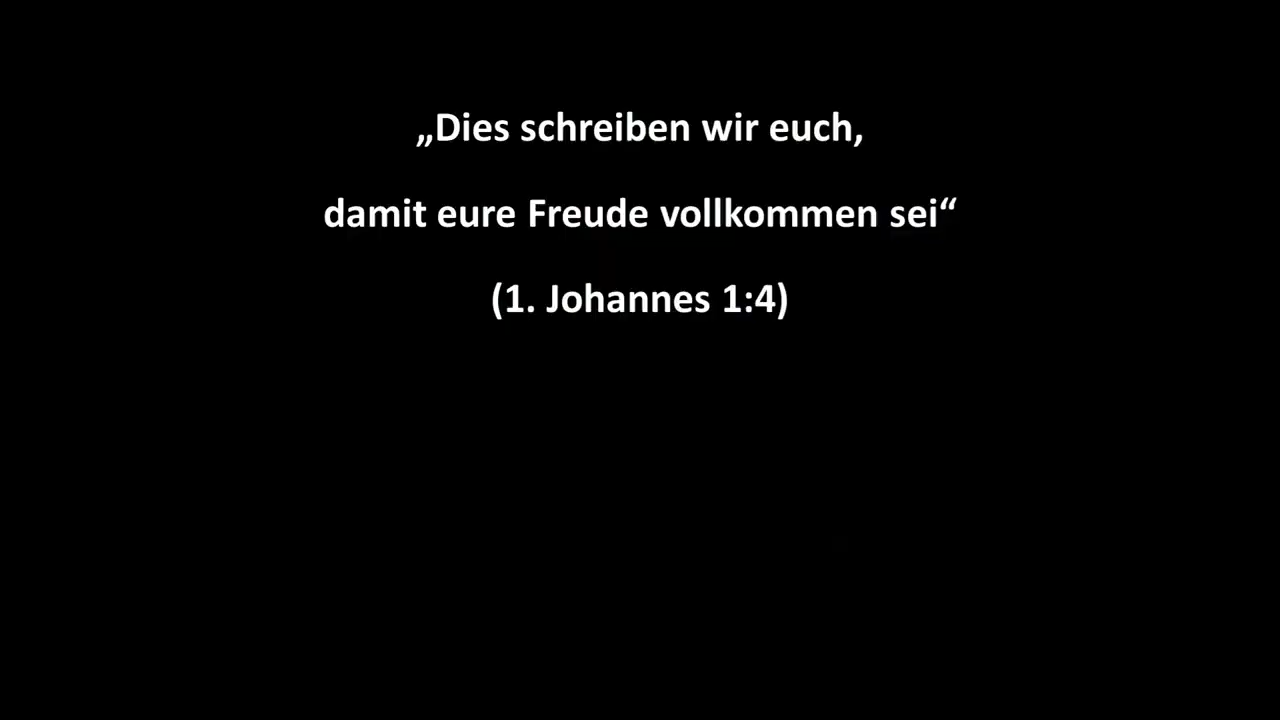 „Dies schreiben wir euch,
damit eure Freude vollkommen sei“
(1. Johannes 1:4)